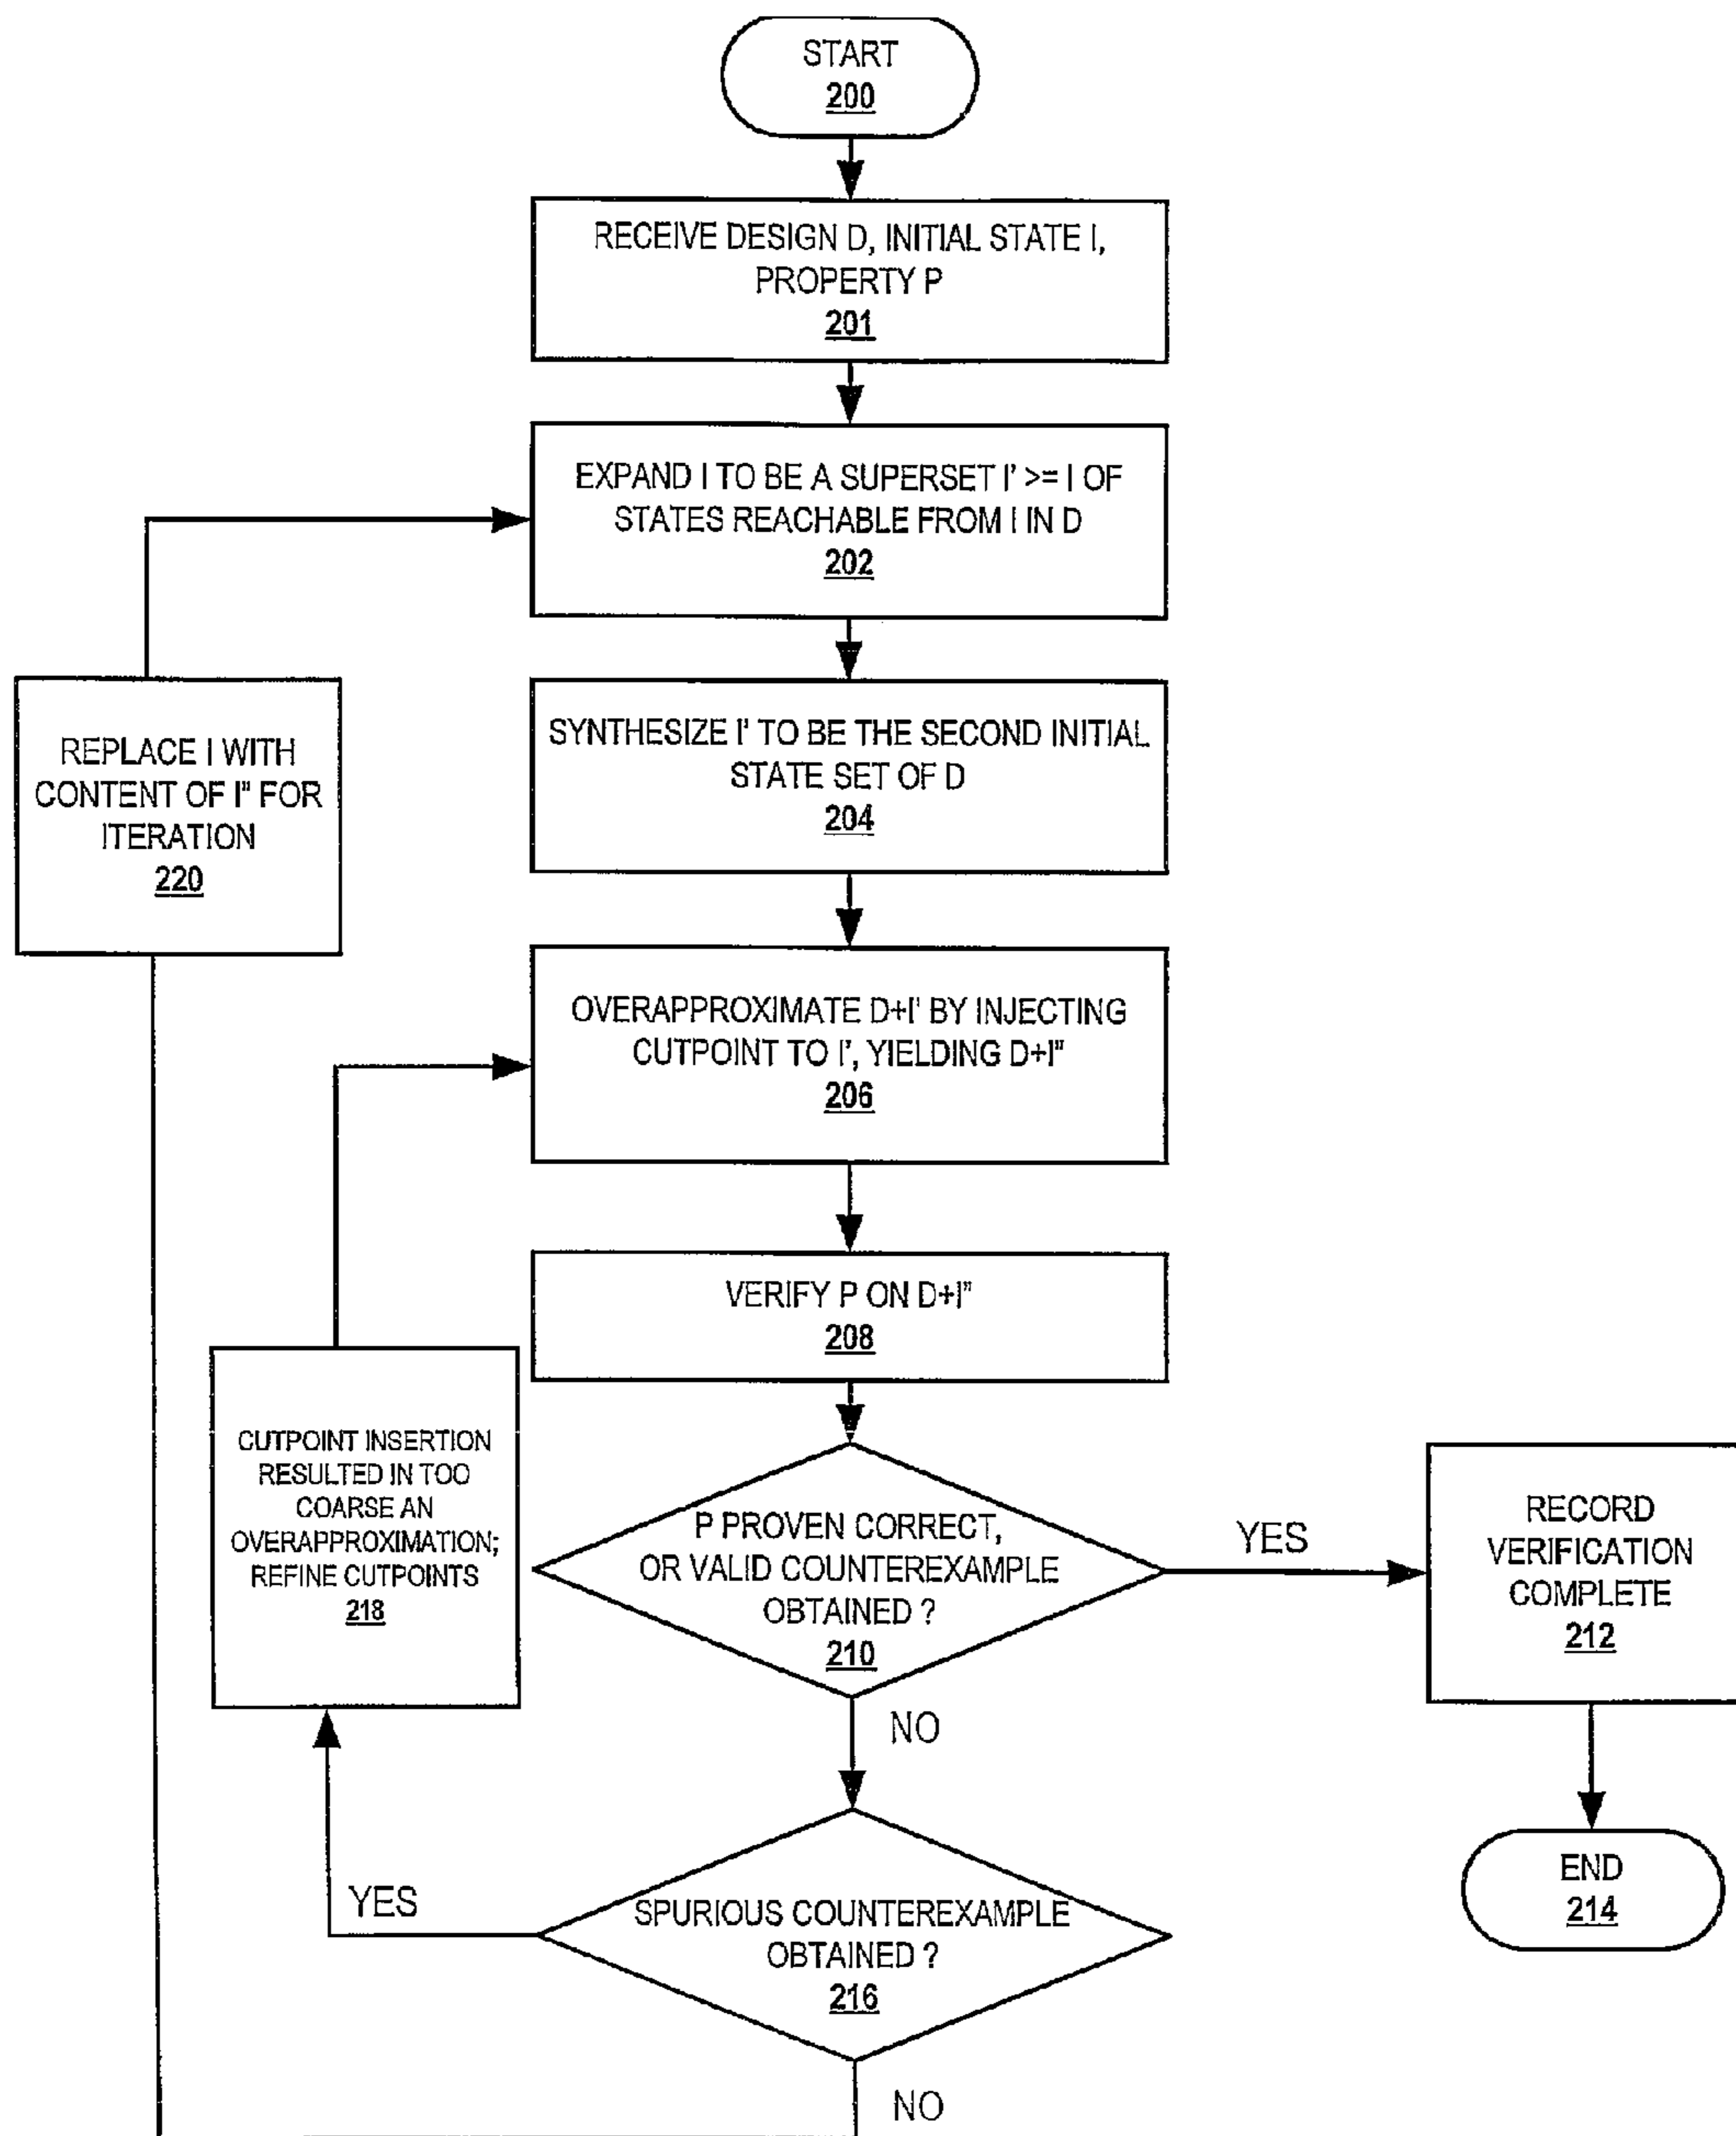 START
200
RECEIVE DESIGN D, INITIAL STATE I,
PROPERTY P
201
EXPAND I TO BE A SUPERSET I' >= I OF
STATES REACHABLE FROM I IN D
202
REPLACE I WITH
CONTENT OF I" FOR
ITERATION
220
SYNTHESIZE I' TO BE THE SECOND INITIAL
STATE SET OF D
204
OVERAPPROXIMATE D+I' BY INJECTING
CUTPOINT TO I', YIELDING D+I"
206
VERIFY P ON D+I"
208
CUTPOINT INSERTION
RESULTED IN TOO
COARSE AN
OVERAPPROXIMATION;
REFINE CUTPOINTS
218
P PROVEN CORRECT,
OR VALID COUNTEREXAMPLE
OBTAINED ?
210
YES
RECORD
VERIFICATION
COMPLETE
212
NO
END
214
YES
SPURIOUS COUNTEREXAMPLE
OBTAINED ?
216
NO